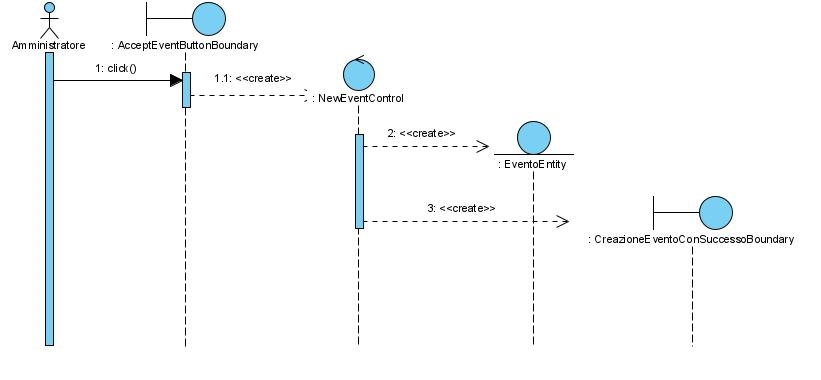 Amministratore
: AcceptEventButtonBoundary
1: click()
1.1: <<create>>
: NewEventControl
2: <<create>>
: EventoEntity
3: <<create>>
: CreazioneEventoConSuccessoBoundary